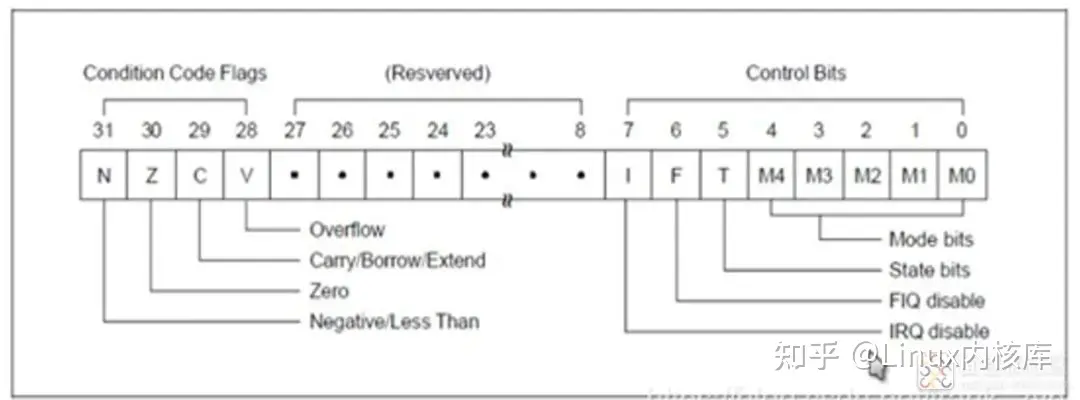 Condition Code Flags (Resverved) Control Bits
31 30 29 28 27 26 25 24 23 8 7 6 5 4 3 2 1 0
N Z C V • • • • • • • I F T M4 M3 M2 M1 M0
Overflow
Carry/Borrow/Extend
Zero
Negative/Less Than
Mode bits
State bits
FIQ disable
IRQ disable
知乎 @Linux内核库